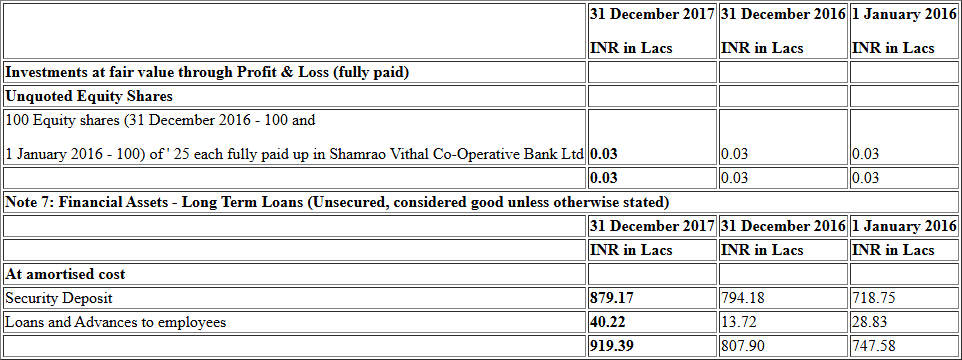 31 December 2017 31 December 2016 1 January 2016
INR in Lacs INR in Lacs INR in Lacs
Investments at fair value through Profit & Loss (fully paid)
Unquoted Equity Shares
100 Equity shares (31 December 2016 - 100 and
1 January 2016 - 100) of ' 25 each fully paid up in Shamrao Vithal Co-Operative Bank Ltd 0.03 0.03 0.03
0.03 0.03 0.03
Note 7: Financial Assets - Long Term Loans (Unsecured, considered good unless otherwise stated)
31 December 2017 31 December 2016 1 January 2016
INR in Lacs INR in Lacs INR in Lacs
At amortised cost
Security Deposit 879.17 794.18 718.75
Loans and Advances to employees 40.22 13.72 28.83
919.39 807.90 747.58